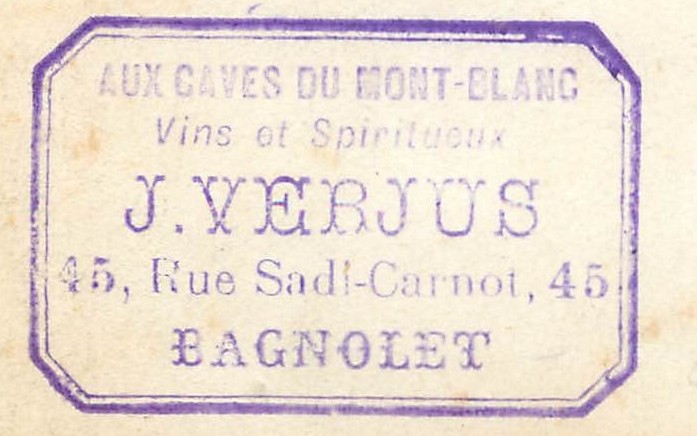 AUX CAVES DU MONT-BLANC
Vins et Spiritueux
J. VERJUS
45, Rue Sadi-Carnot, 45
BAGNOLET